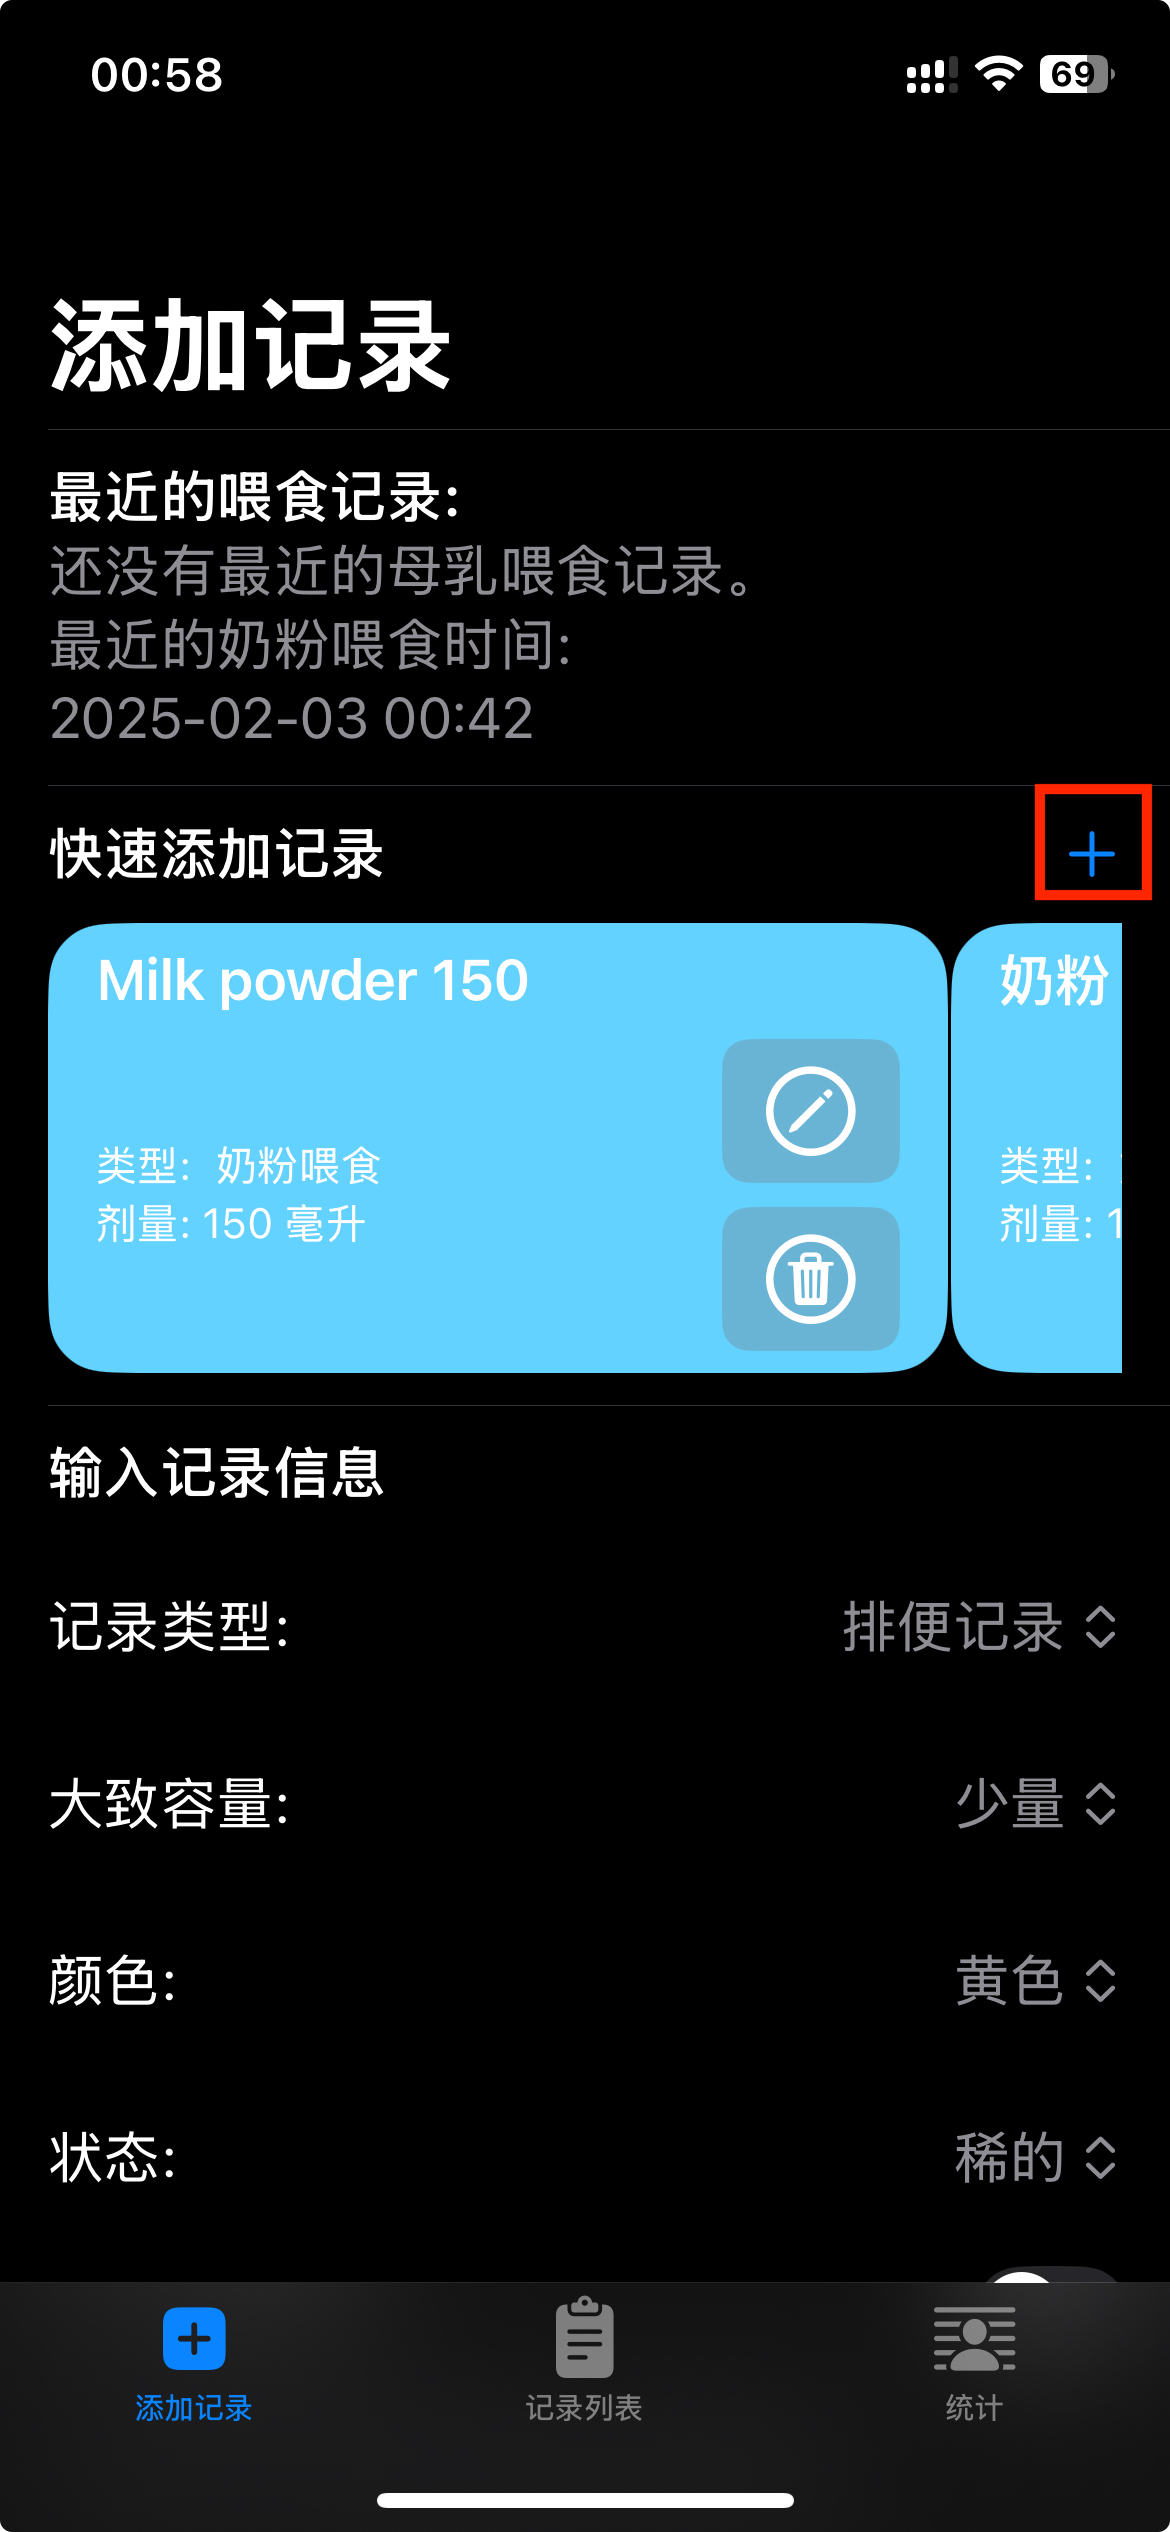 00:58
69
添加记录
最近的喂食记录:
还没有最近的母乳喂食记录。
最近的奶粉喂食时间:
2025-02-03 00:42
快速添加记录
Milk powder 150
类型: 奶粉喂食
剂量: 150 毫升
奶粉
类型:
剂量: 1
输入记录信息
记录类型: 排便记录
大致容量: 少量
颜色: 黄色
状态: 稀的
添加记录 记录列表 统计